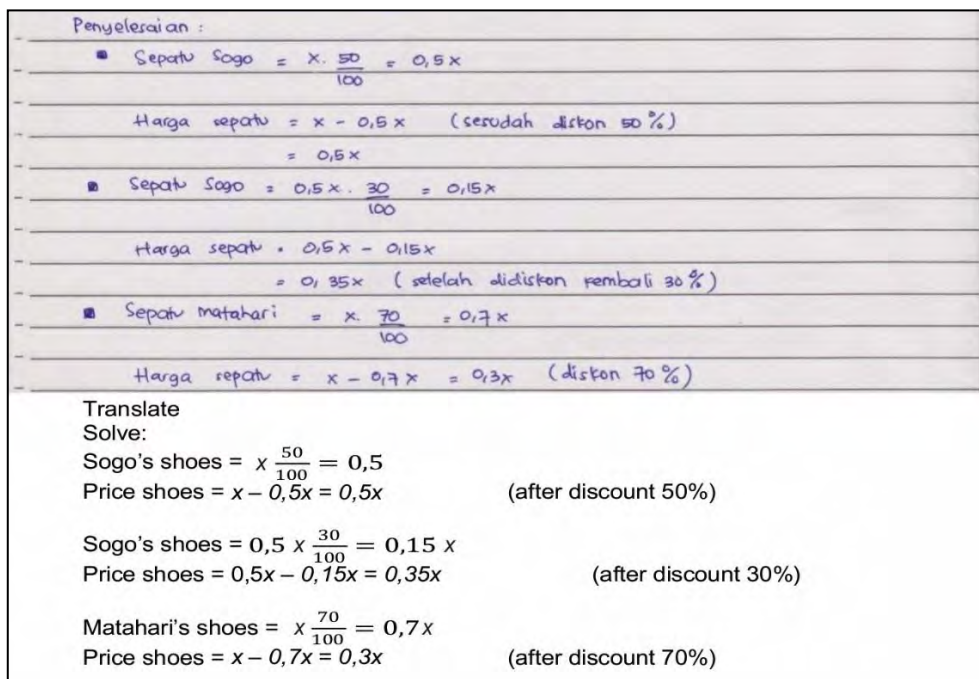 Penyelesaian :
▪ Sepatu Sogo = x . 50/100 = 0,5 x
Harga sepatu = x - 0,5 x (sesudah diskon 50 %)
= 0,5 x
▪ Sepatu Sogo = 0,5 x . 30/100 = 0,15 x
Harga sepatu = 0,5 x - 0,15 x
= 0,35 x (setelah didiskon kembali 30 %)
▪ Sepatu matahari = x . 70/100 = 0,7 x
Harga sepatu = x - 0,7 x = 0,3x (diskon 70 %)
Translate
Solve:
Sogo's shoes = x 50/100 = 0,5
Price shoes = x – 0,5x = 0,5x (after discount 50%)
Sogo's shoes = 0,5 x 30/100 = 0,15 x
Price shoes = 0,5x – 0,15x = 0,35x (after discount 30%)
Matahari's shoes = x 70/100 = 0,7x
Price shoes = x – 0,7x = 0,3x (after discount 70%)